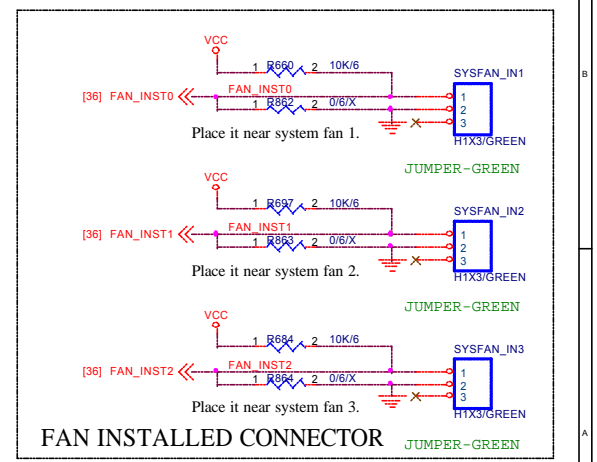 VCC
1 R660 2 10K/6
SYSFAN_IN1
[36] FAN_INST0 FAN_INST0 1
1 R862 2 0/6/X 2
3
Place it near system fan 1.
H1X3/GREEN
JUMPER-GREEN
VCC
1 R697 2 10K/6
SYSFAN_IN2
[36] FAN_INST1 FAN_INST1 1
1 R863 2 0/6/X 2
3
Place it near system fan 2.
H1X3/GREEN
JUMPER-GREEN
VCC
1 R684 2 10K/6
SYSFAN_IN3
[36] FAN_INST2 FAN_INST2 1
1 R864 2 0/6/X 2
3
Place it near system fan 3.
H1X3/GREEN
FAN INSTALLED CONNECTOR
JUMPER-GREEN
B
A